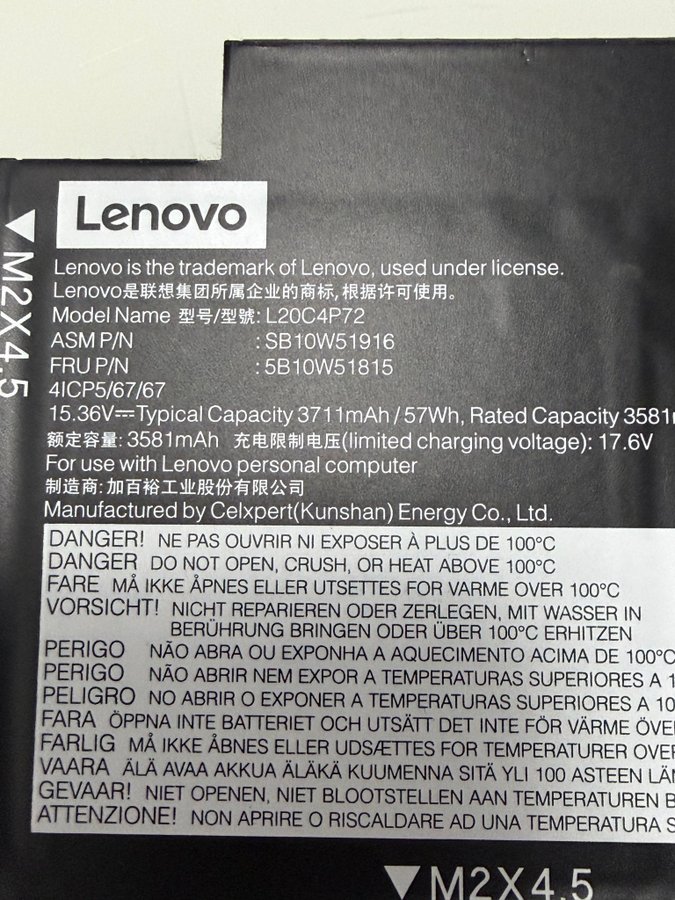 Lenovo
Lenovo is the trademark of Lenovo, used under license.
Lenovo是联想集团所属企业的商标,根据许可使用。
Model Name 型号/型號: L20C4P72
ASM P/N : SB10W51916
FRU P/N : 5B10W51815
4ICP5/67/67
15.36V⎓Typical Capacity 3711mAh / 57Wh, Rated Capacity 3581m
额定容量: 3581mAh 充电限制电压(limited charging voltage): 17.6V
For use with Lenovo personal computer
制造商:加百裕工业股份有限公司
Manufactured by Celxpert(Kunshan) Energy Co., Ltd.
DANGER! NE PAS OUVRIR NI EXPOSER À PLUS DE 100°C
DANGER DO NOT OPEN, CRUSH, OR HEAT ABOVE 100°C
FARE MÅ IKKE ÅPNES ELLER UTSETTES FOR VARME OVER 100°C
VORSICHT! NICHT REPARIEREN ODER ZERLEGEN, MIT WASSER IN
BERÜHRUNG BRINGEN ODER ÜBER 100°C ERHITZEN
PERIGO NÃO ABRA OU EXPONHA A AQUECIMENTO ACIMA DE 100°C
PERIGO NÃO ABRIR NEM EXPOR A TEMPERATURAS SUPERIORES A 1
PELIGRO NO ABRIR O EXPONER A TEMPERATURAS SUPERIORES A 10
FARA ÖPPNA INTE BATTERIET OCH UTSÄTT DET INTE FÖR VÄRME ÖVE
FARLIG MÅ IKKE ÅBNES ELLER UDSÆTTES FOR TEMPERATURER OVER
VAARA ÄLÄ AVAA AKKUA ÄLÄKÄ KUUMENNA SITÄ YLI 100 ASTEEN LÄM
GEVAAR! NIET OPENEN, NIET BLOOTSTELLEN AAN TEMPERATUREN B
ATTENZIONE! NON APRIRE O RISCALDARE AD UNA TEMPERATURA S
M2X4.5
M2X4.5